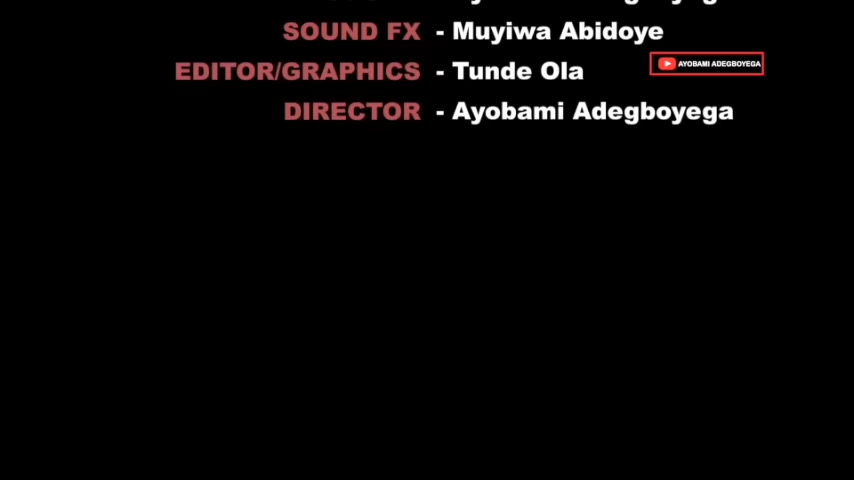 SOUND FX - Muyiwa Abidoye
EDITOR/GRAPHICS - Tunde Ola
AYOBAMI ADEGBOYEGA
DIRECTOR - Ayobami Adegboyega